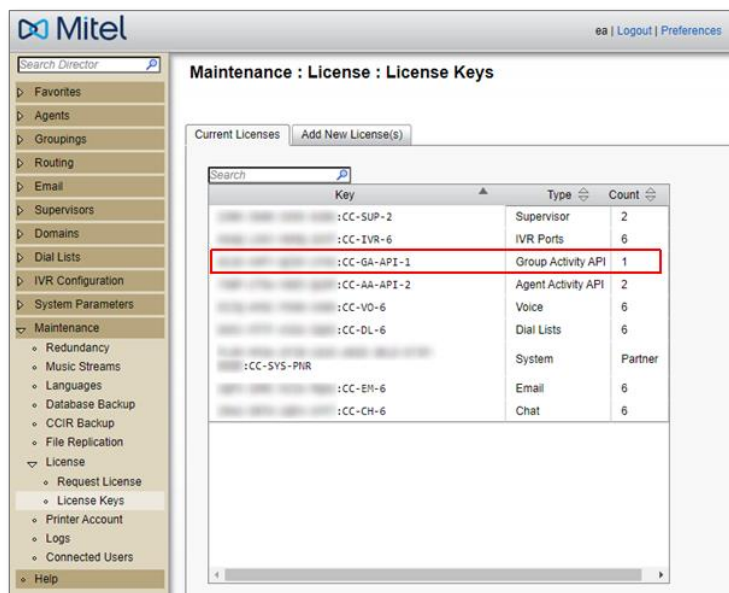 Mitel
ea | Logout | Preferences
Search Director
Favorites
Agents
Groupings
Routing
Email
Supervisors
Domains
Dial Lists
IVR Configuration
System Parameters
Maintenance
Redundancy
Music Streams
Languages
Database Backup
CCIR Backup
File Replication
License
Request License
License Keys
Printer Account
Logs
Connected Users
Help
Maintenance : License : License Keys
Current Licenses Add New License(s)
Search
Key Type Count
:CC-SUP-2 Supervisor 2
:CC-IVR-6 IVR Ports 6
:CC-GA-API-1 Group Activity API 1
:CC-AA-API-2 Agent Activity API 2
:CC-VO-6 Voice 6
:CC-DL-6 Dial Lists 6
:CC-SYS-PNR System Partner
:CC-EM-6 Email 6
:CC-CH-6 Chat 6